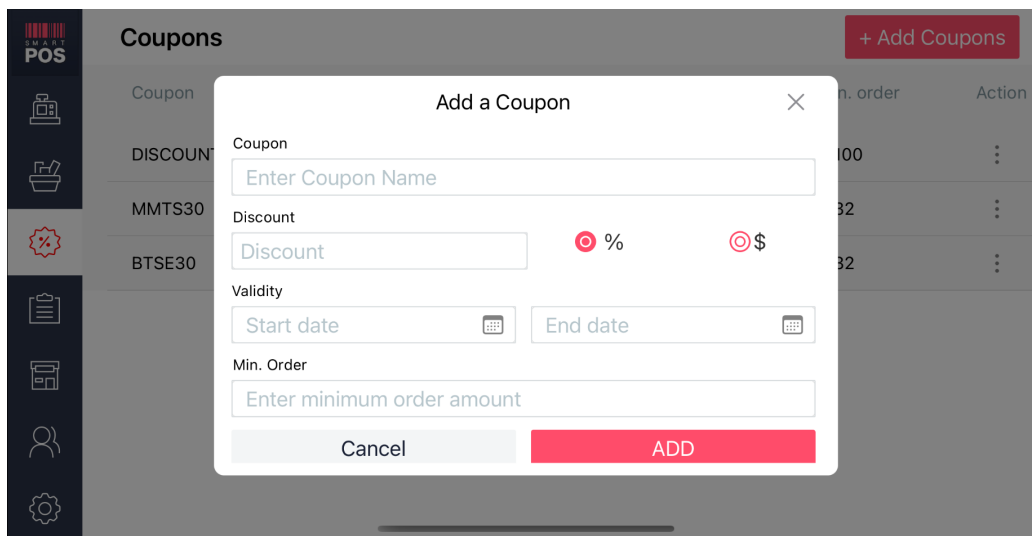 SMART
POS
Coupons
+ Add Coupons
Coupon
n. order
Action
DISCOUNT
100
MMTS30
32
BTSE30
32
Add a Coupon
Coupon
Enter Coupon Name
Discount
Discount
%
$
Validity
Start date
End date
Min. Order
Enter minimum order amount
Cancel
ADD